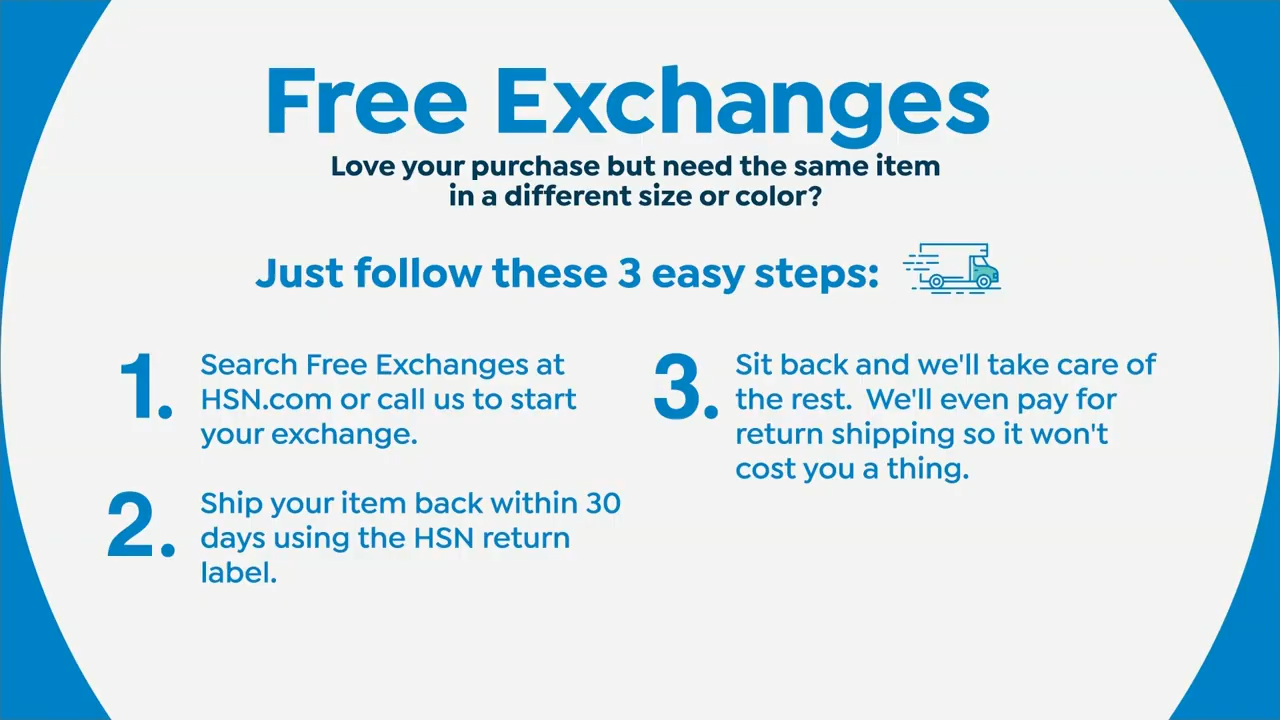 Free Exchanges
Love your purchase but need the same item
in a different size or color?
Just follow these 3 easy steps:
1. Search Free Exchanges at
HSN.com or call us to start
your exchange.
2. Ship your item back within 30
days using the HSN return
label.
3. Sit back and we'll take care of
the rest.  We'll even pay for
return shipping so it won't
cost you a thing.